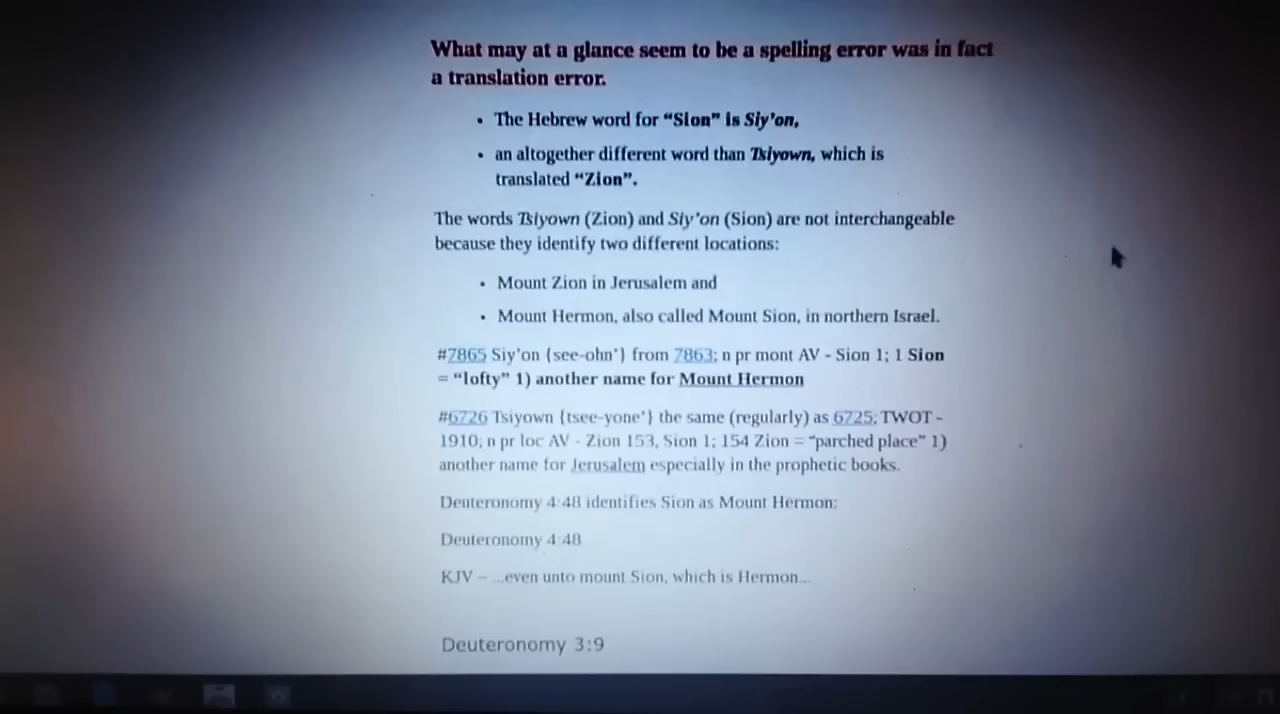 What may at a glance seem to be a spelling error was in fact
a translation error.
• The Hebrew word for “Sion” is Siy’on,
• an altogether different word than Tsiyown, which is
translated “Zion”.
The words Tsiyown (Zion) and Siy’on (Sion) are not interchangeable
because they identify two different locations:
• Mount Zion in Jerusalem and
• Mount Hermon, also called Mount Sion, in northern Israel.
#7865 Siy’on {see-ohn’} from 7863; n pr mont AV - Sion 1; 1 Sion
= “lofty” 1) another name for Mount Hermon
#6726 Tsiyown {tsee-yone’} the same (regularly) as 6725; TWOT -
1910; n pr loc AV - Zion 153, Sion 1; 154 Zion = “parched place” 1)
another name for Jerusalem especially in the prophetic books.
Deuteronomy 4:48 identifies Sion as Mount Hermon:
Deuteronomy 4:48
KJV – ...even unto mount Sion, which is Hermon...
Deuteronomy 3:9